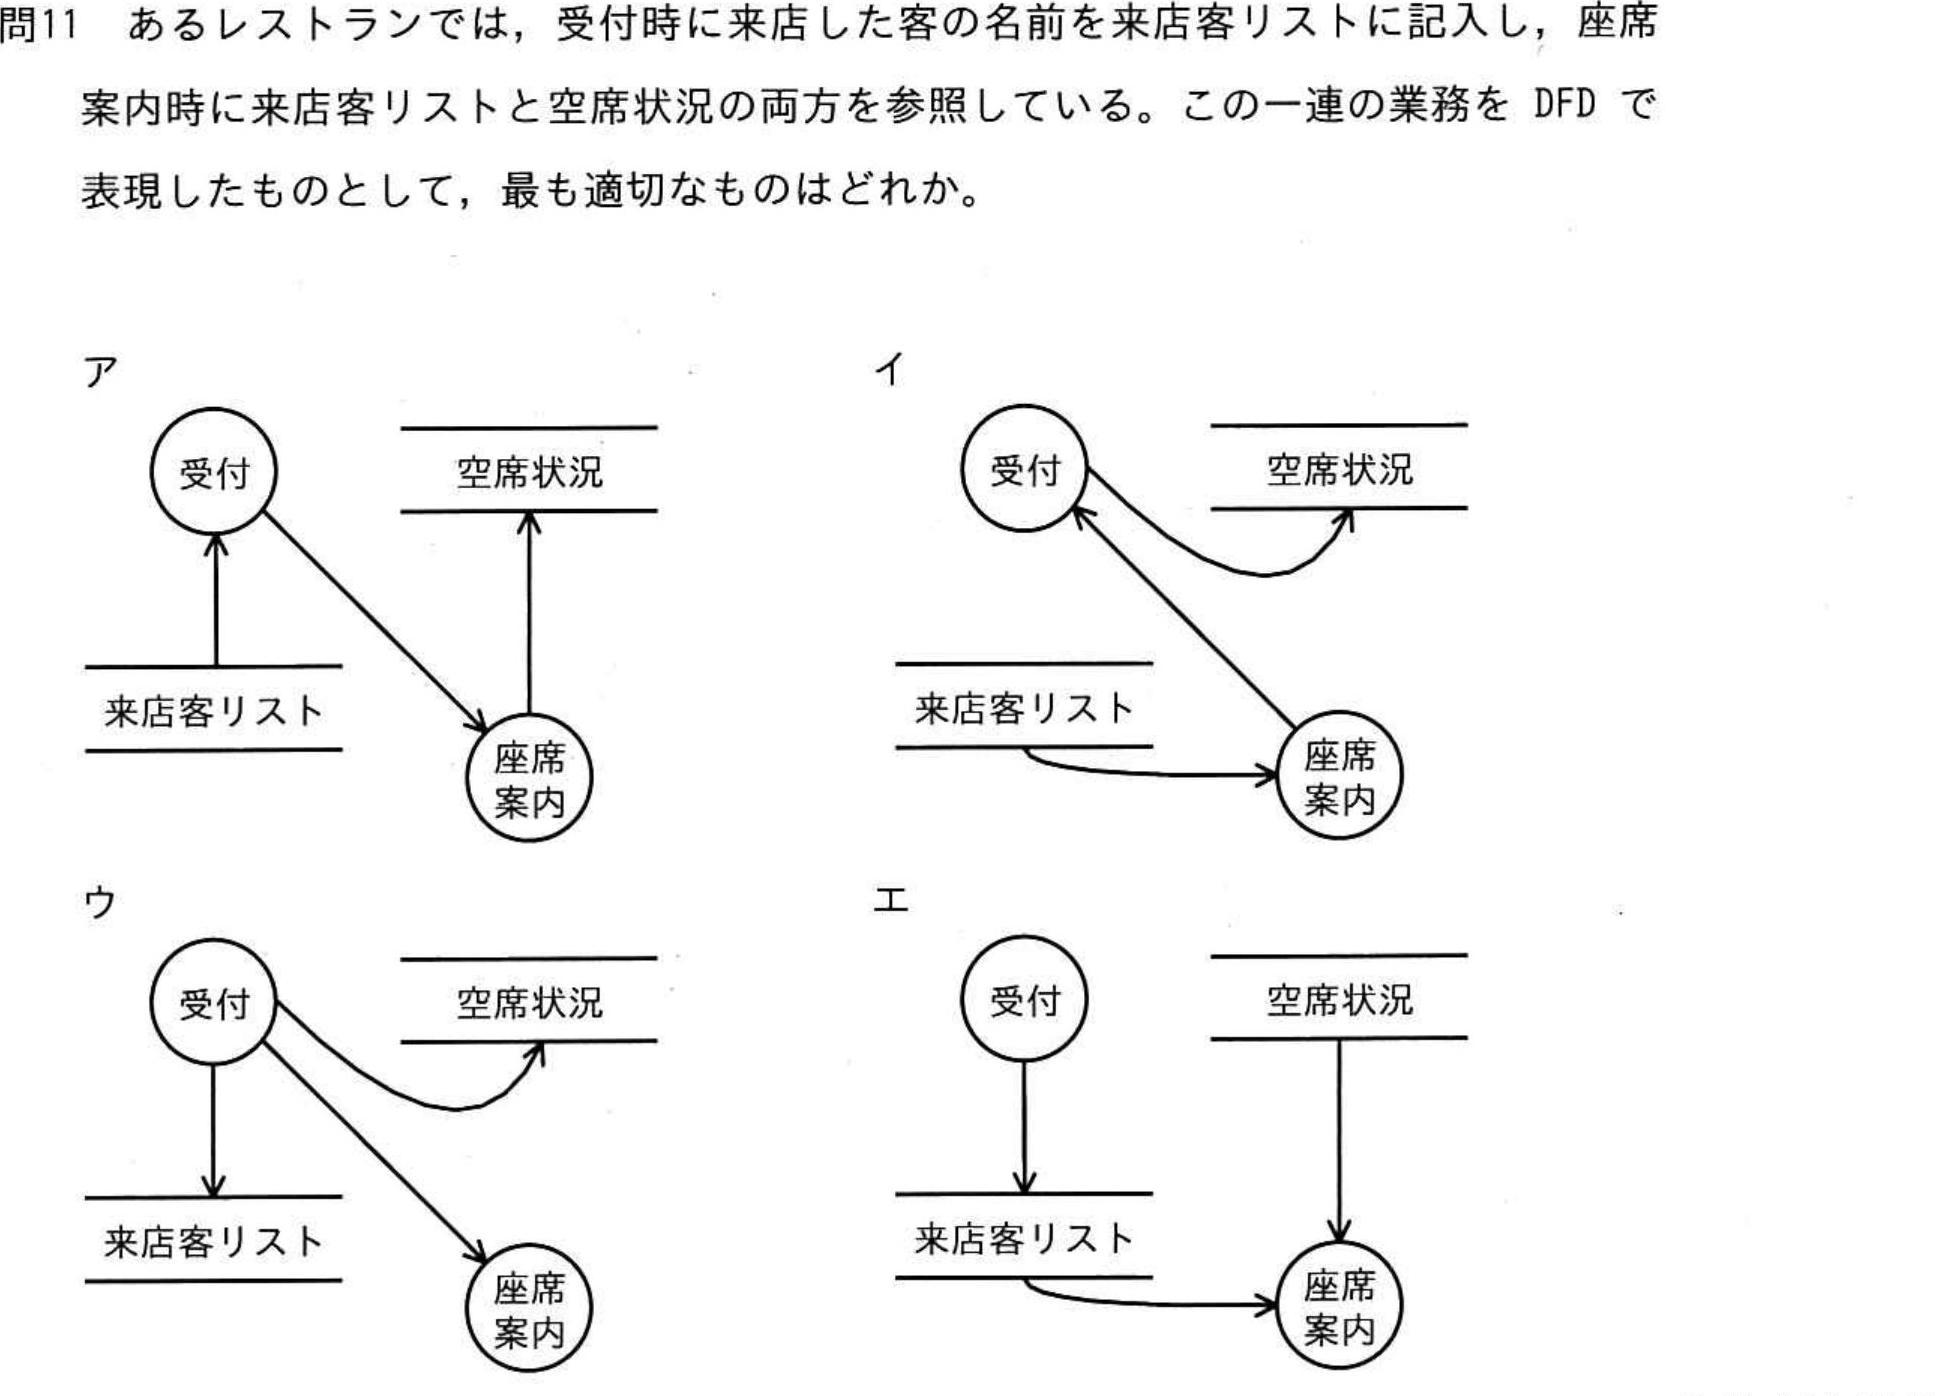 問11 あるレストランでは，受付時に来店した客の名前を来店客リストに記入し，座席
案内時に来店客リストと空席状況の両方を参照している。この一連の業務を DFD で
表現したものとして，最も適切なものはどれか。
ア
受付
空席状況
来店客リスト
座席
案内
イ
受付
空席状況
来店客リスト
座席
案内
ウ
受付
空席状況
来店客リスト
座席
案内
エ
受付
空席状況
来店客リスト
座席
案内